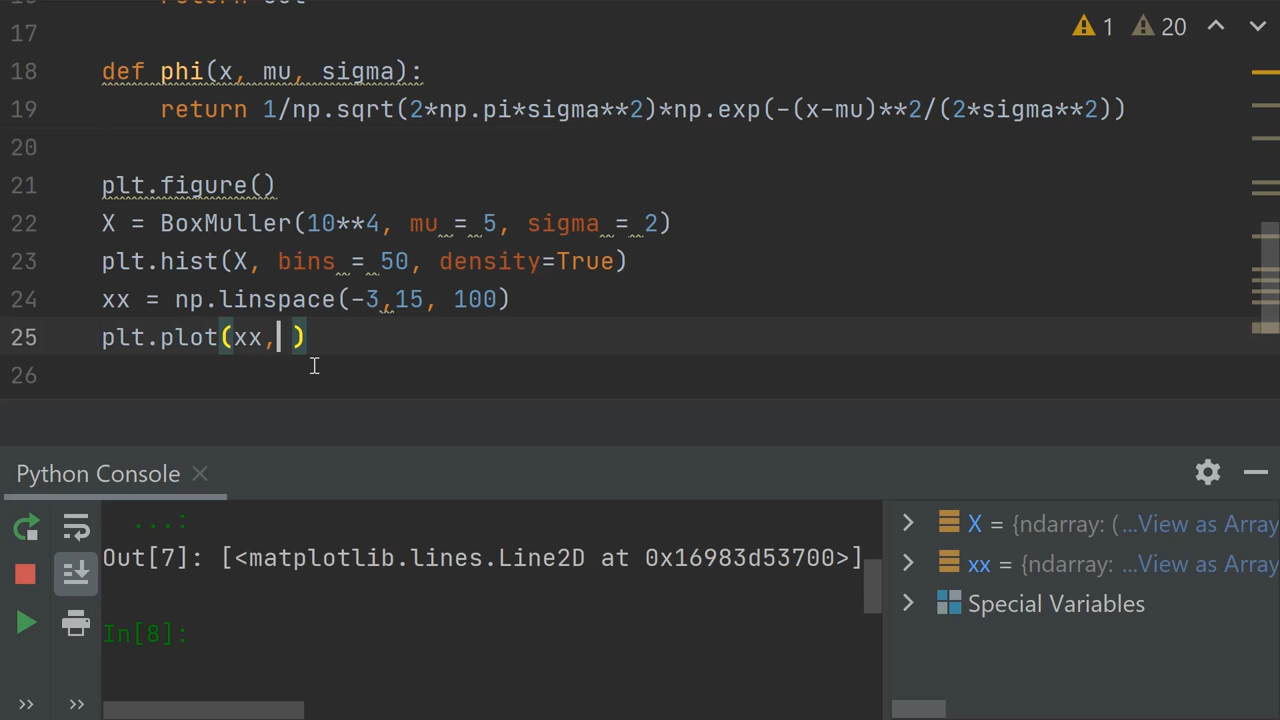 17
18 def phi(x, mu, sigma):
19 return 1/np.sqrt(2*np.pi*sigma**2)*np.exp(-(x-mu)**2/(2*sigma**2))
20
21 plt.figure()
22 X = BoxMuller(10**4, mu = 5, sigma = 2)
23 plt.hist(X, bins = 50, density=True)
24 xx = np.linspace(-3,15, 100)
25 plt.plot(xx, )
26
1 20
Python Console
...:
Out[7]: [<matplotlib.lines.Line2D at 0x16983d53700>]
In[8]:
X = {ndarray: (...View as Array
xx = {ndarray: ...View as Array
Special Variables